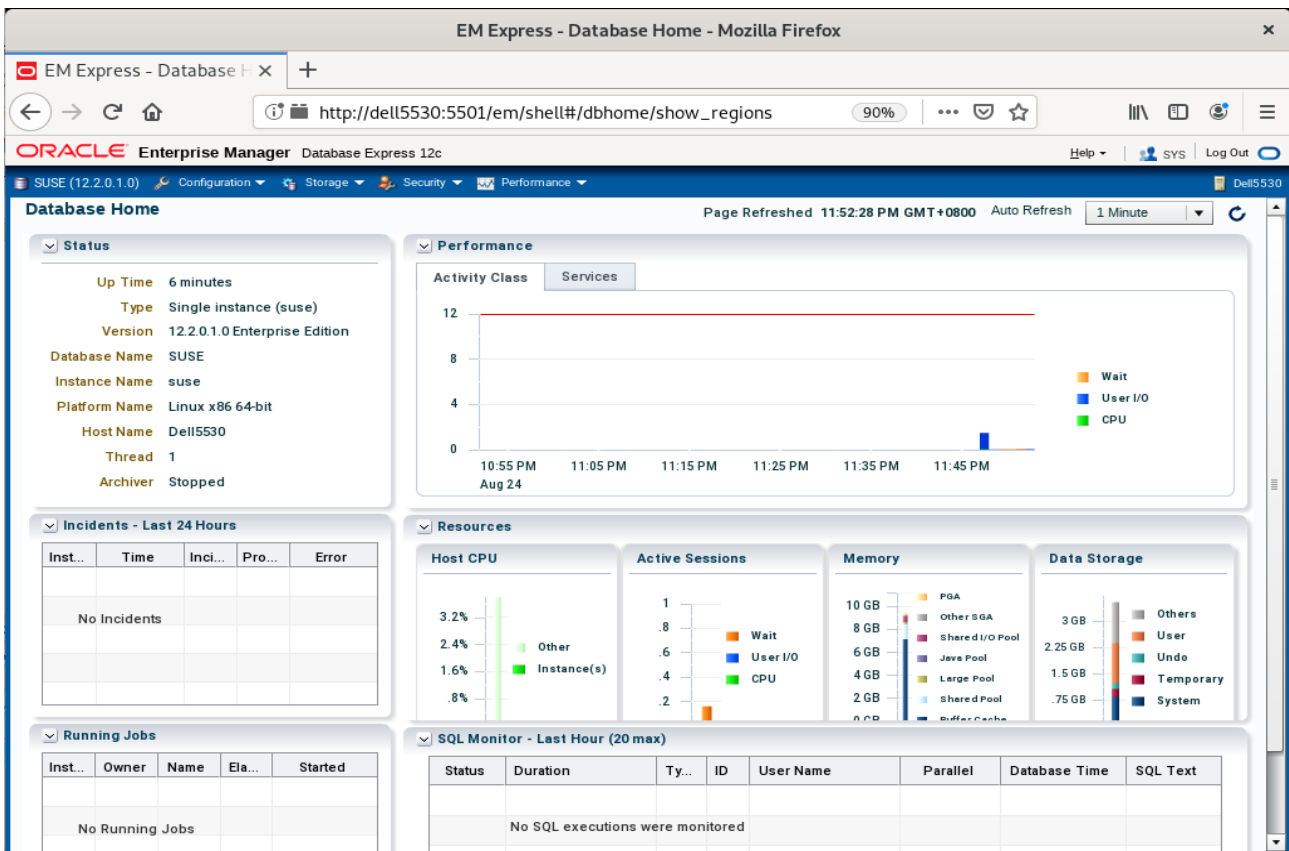 EM Express - Database Home - Mozilla Firefox
EM Express - Database H
http://dell5530:5501/em/shell#/dbhome/show_regions 90%
ORACLE Enterprise Manager Database Express 12c Help SYS Log Out
SUSE (12.2.0.1.0) Configuration Storage Security Performance Dell5530
Database Home Page Refreshed 11:52:28 PM GMT+0800 Auto Refresh 1 Minute
Status
Up Time 6 minutes
Type Single instance (suse)
Version 12.2.0.1.0 Enterprise Edition
Database Name SUSE
Instance Name suse
Platform Name Linux x86 64-bit
Host Name Dell5530
Thread 1
Archiver Stopped
Performance
Activity Class Services
12
8
4
0
10:55 PM 11:05 PM 11:15 PM 11:25 PM 11:35 PM 11:45 PM
Aug 24
Wait
User I/O
CPU
Incidents - Last 24 Hours
Inst... Time Inci... Pro... Error
No Incidents
Resources
Host CPU
3.2%
2.4%
1.6%
.8%
Other
Instance(s)
Active Sessions
1
.8
.6
.4
.2
Wait
User I/O
CPU
Memory
10 GB
8 GB
6 GB
4 GB
2 GB
0 GB
PGA
Other SGA
Shared I/O Pool
Java Pool
Large Pool
Shared Pool
Buffer Cache
Data Storage
3 GB
2.25 GB
1.5 GB
.75 GB
Others
User
Undo
Temporary
System
Running Jobs
Inst... Owner Name Ela... Started
No Running Jobs
SQL Monitor - Last Hour (20 max)
Status Duration Ty... ID User Name Parallel Database Time SQL Text
No SQL executions were monitored